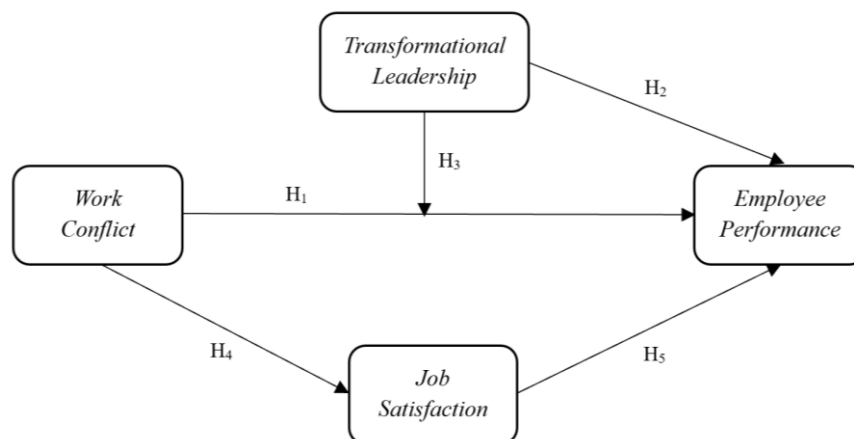 Transformational
Leadership
H₂
H₃
Work
Conflict
H₁
Employee
Performance
H₄
H₅
Job
Satisfaction